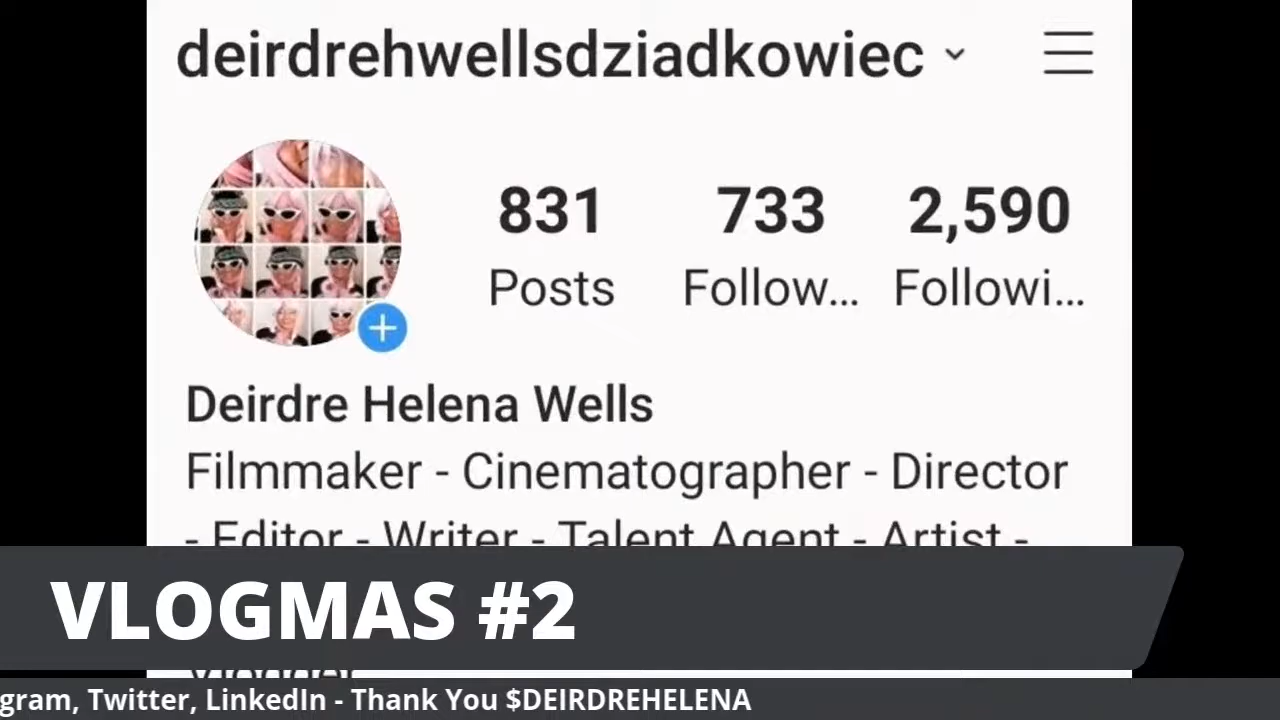 deirdrehwellsdziadkowiec
831 733 2,590
Posts Follow... Followi...
Deirdre Helena Wells
Filmmaker - Cinematographer - Director
- Editor - Writer - Talent Agent - Artist -
VLOGMAS #2
Vlogger
gram, Twitter, LinkedIn - Thank You $DEIRDREHELENA